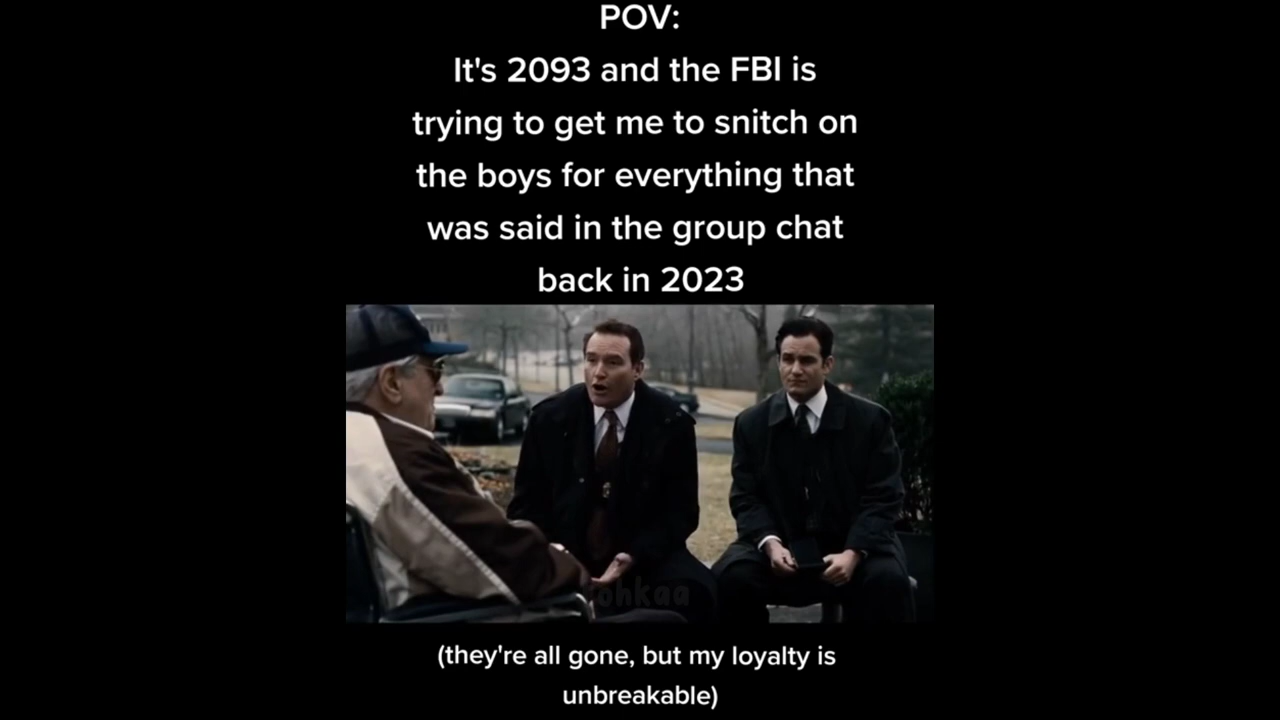 POV:
It's 2093 and the FBI is
trying to get me to snitch on
the boys for everything that
was said in the group chat
back in 2023
ohkaa
(they're all gone, but my loyalty is
unbreakable)